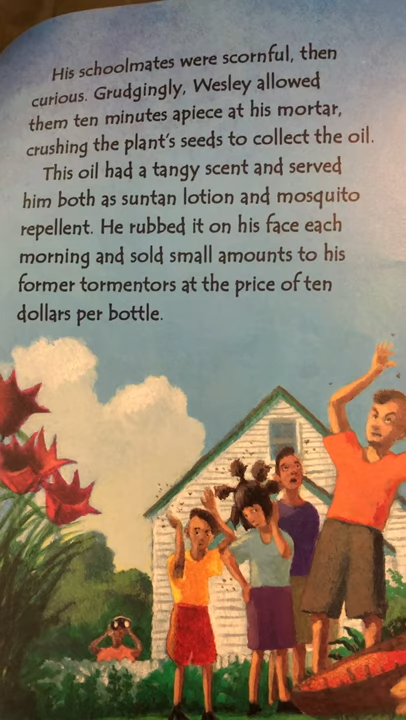 His schoolmates were scornful, then
curious. Grudgingly, Wesley allowed
them ten minutes apiece at his mortar,
crushing the plant's seeds to collect the oil.
This oil had a tangy scent and served
him both as suntan lotion and mosquito
repellent. He rubbed it on his face each
morning and sold small amounts to his
former tormentors at the price of ten
dollars per bottle.